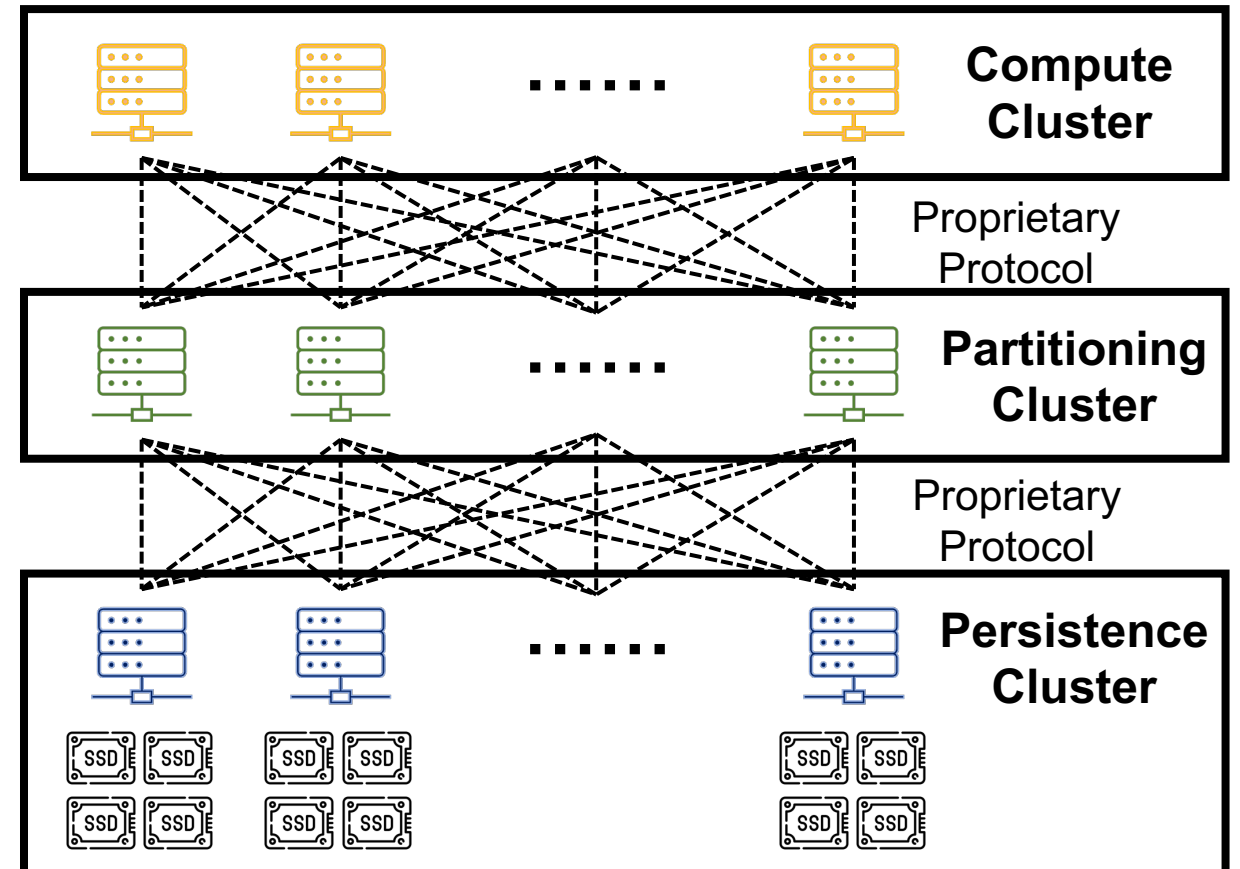 Compute
Cluster
Proprietary
Protocol
Partitioning
Cluster
Proprietary
Protocol
Persistence
Cluster
SSD SSD SSD SSD SSD SSD
SSD SSD SSD SSD SSD SSD